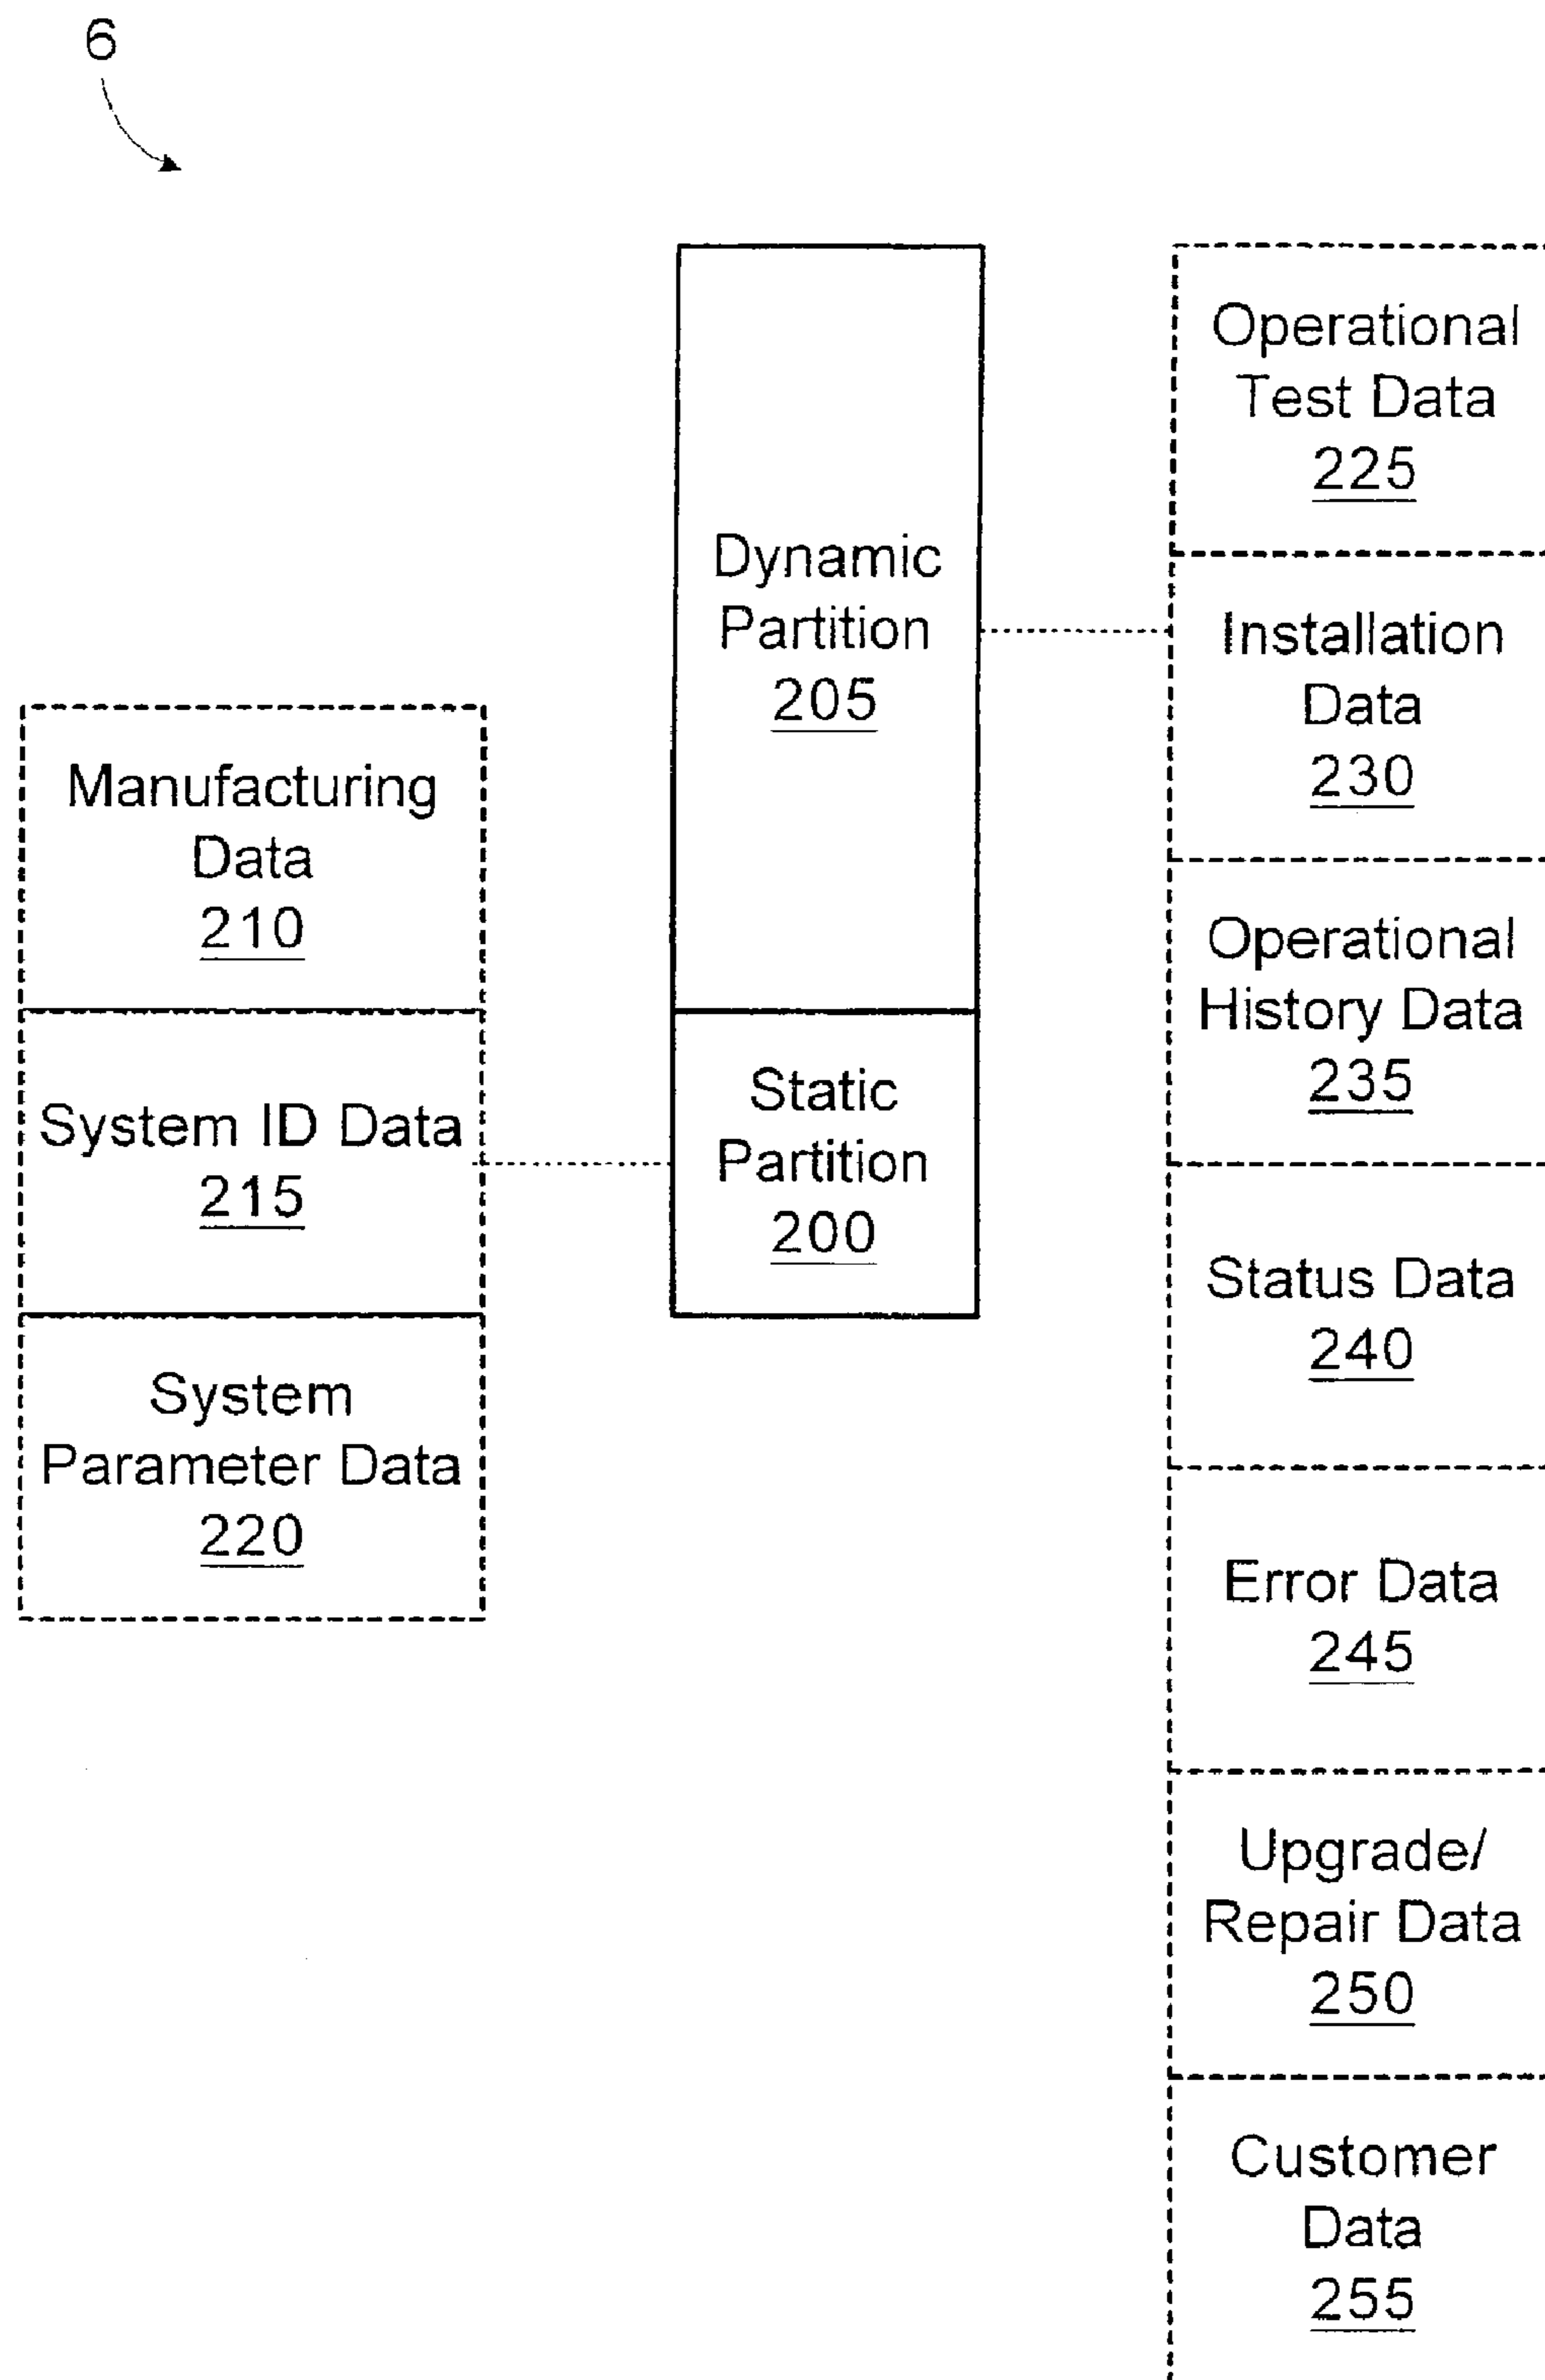 6
Manufacturing
Data
210
System ID Data
215
System
Parameter Data
220
Dynamic
Partition
205
Static
Partition
200
Operational
Test Data
225
Installation
Data
230
Operational
History Data
235
Status Data
240
Error Data
245
Upgrade/
Repair Data
250
Customer
Data
255